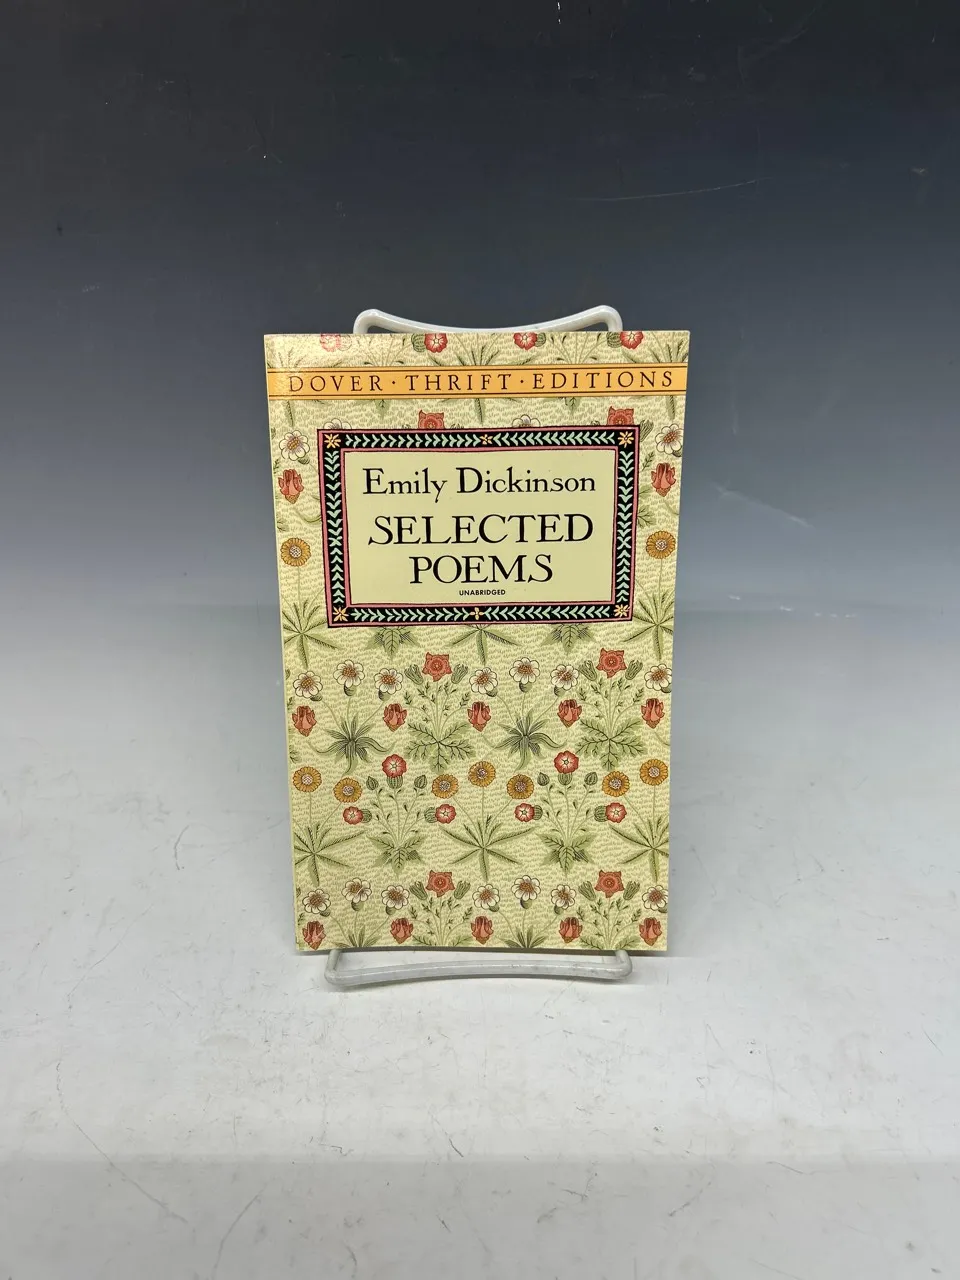 DOVER · THRIFT · EDITIONS
Emily Dickinson
SELECTED
POEMS
UNABRIDGED